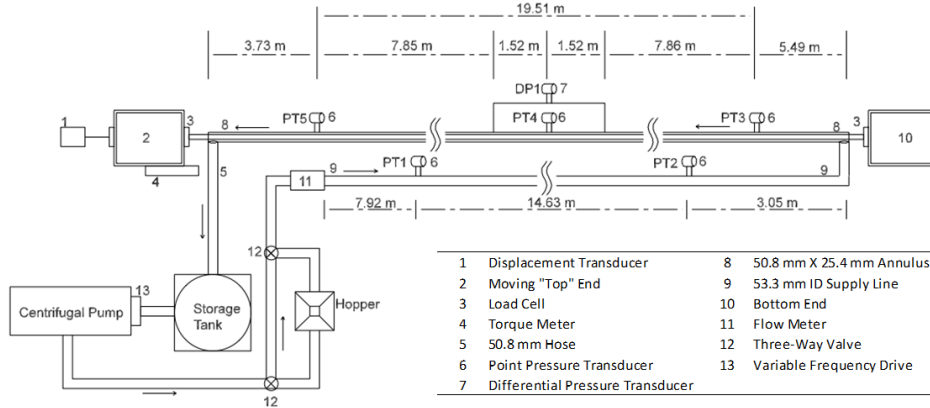 19.51 m
3.73 m 7.85 m 1.52 m 1.52 m 7.86 m 5.49 m
DP1 7
1 2 3 8 PT5 6 PT4 6 PT3 6 8 3 10
4 5 PT1 6 PT2 6
9 11 9
7.92 m 14.63 m 3.05 m
12
13 Hopper
Centrifugal Pump
Storage
Tank
12
1 Displacement Transducer 8 50.8 mm X 25.4 mm Annulus
2 Moving "Top" End 9 53.3 mm ID Supply Line
3 Load Cell 10 Bottom End
4 Torque Meter 11 Flow Meter
5 50.8 mm Hose 12 Three-Way Valve
6 Point Pressure Transducer 13 Variable Frequency Drive
7 Differential Pressure Transducer